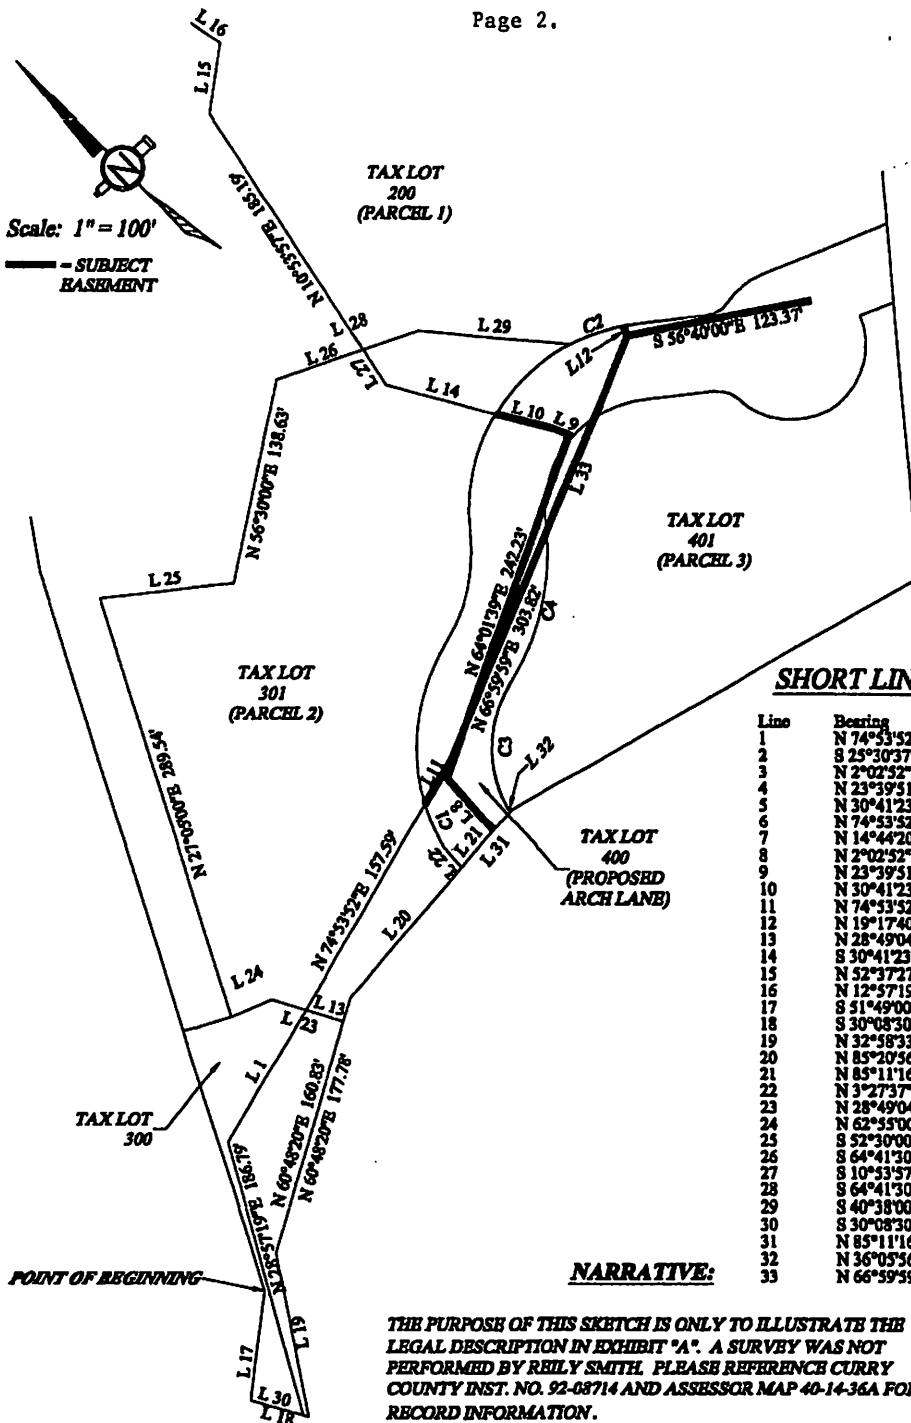 Page 2.
L 16
L 15
TAX LOT
200
(PARCEL 1)
N
Scale: 1" = 100'
= SUBJECT
EASEMENT
N 10°53'57"E 185.19'
L 28
L 29
C2
L12
S 56°40'00"E 123.37'
L 26
L 27
L 14
L 10
L 9
L 33
N 56°30'00"E 138.63'
TAX LOT
401
(PARCEL 3)
L 25
N 64°01'39"E 242.23'
N 66°59'59"E 303.82'
C4
TAX LOT
301
(PARCEL 2)
C3
L 32
L 11
L 8
C1
L 21
22
L 31
TAX LOT
400
(PROPOSED
ARCH LANE)
N 27°05'00"E 289.54'
N 74°53'52"E 157.59'
L 20
L 24
L 13
L 23
L 1
TAX LOT
300
N 60°48'20"E 160.83'
N 60°48'20"E 177.78'
N 28°57'19"E 186.79'
POINT OF BEGINNING
L 19
L 17
L 30
L 18
SHORT LIN
Line Bearing
1 N 74°53'52
2 S 25°30'37
3 N 2°02'52"
4 N 23°39'51
5 N 30°41'23
6 N 74°53'52
7 N 14°44'20
8 N 2°02'52"
9 N 23°39'51
10 N 30°41'23
11 N 74°53'52
12 N 19°17'40
13 N 28°49'04
14 S 30°41'23
15 N 52°37'27
16 N 12°57'19
17 S 51°49'00
18 S 30°08'30
19 N 32°58'33
20 N 85°20'56
21 N 85°11'16
22 N 3°27'37"
23 N 28°49'04
24 N 62°55'00
25 S 52°30'00
26 S 64°41'30
27 S 10°53'57
28 S 64°41'30
29 S 40°38'00
30 S 30°08'30
31 N 85°11'16
32 N 36°05'56
33 N 66°59'59
NARRATIVE:
THE PURPOSE OF THIS SKETCH IS ONLY TO ILLUSTRATE THE
LEGAL DESCRIPTION IN EXHIBIT "A". A SURVEY WAS NOT
PERFORMED BY REILY SMITH. PLEASE REFERENCE CURRY
COUNTY INST. NO. 92-08714 AND ASSESSOR MAP 40-14-36A FOR
RECORD INFORMATION.